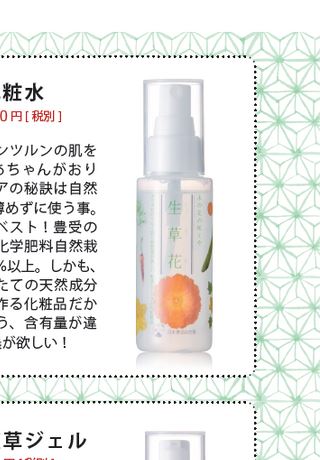 粧水
0円[税別]
ンツルンの肌を
あちゃんがおり
アの秘訣は自然
薄めずに使う事。
ベスト！豊受の
化学肥料自然栽
%以上。しかも、
たての天然成分
作る化粧品だか
う、含有量が違
が欲しい！
生草花
草ジェル